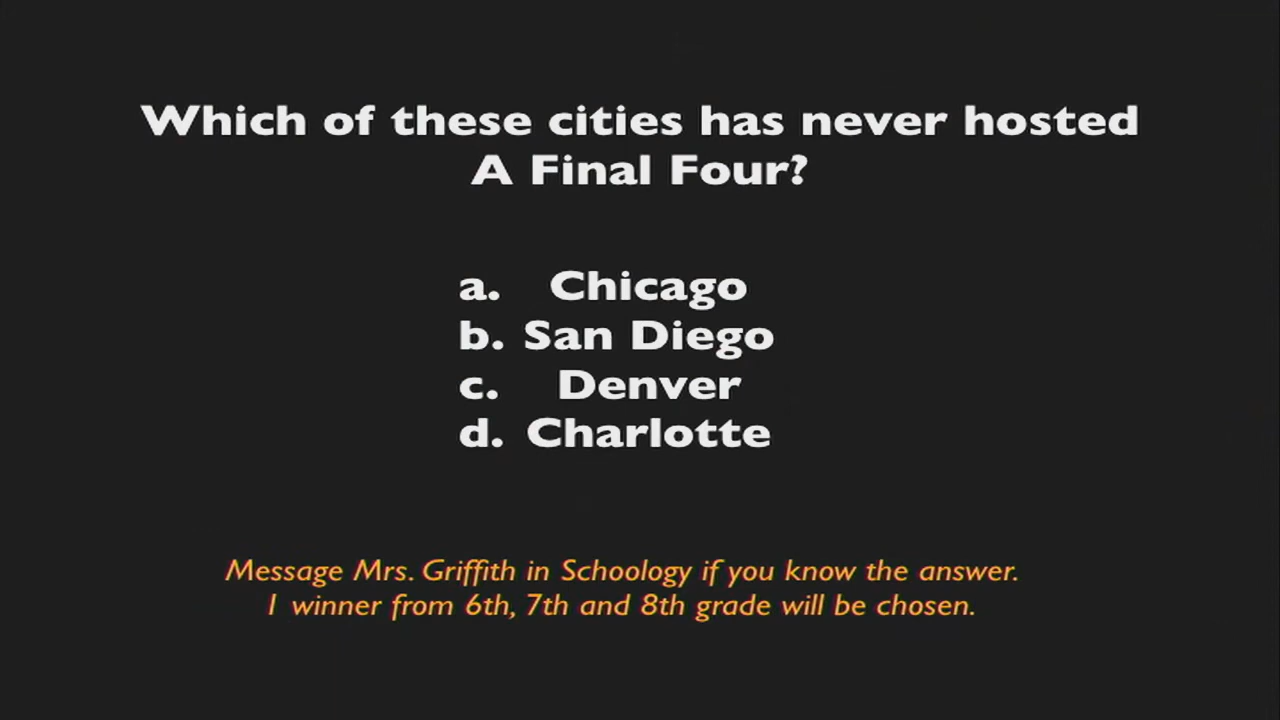 Which of these cities has never hosted
A Final Four?
a. Chicago
b. San Diego
c. Denver
d. Charlotte
Message Mrs. Griffith in Schoology if you know the answer.
1 winner from 6th, 7th and 8th grade will be chosen.